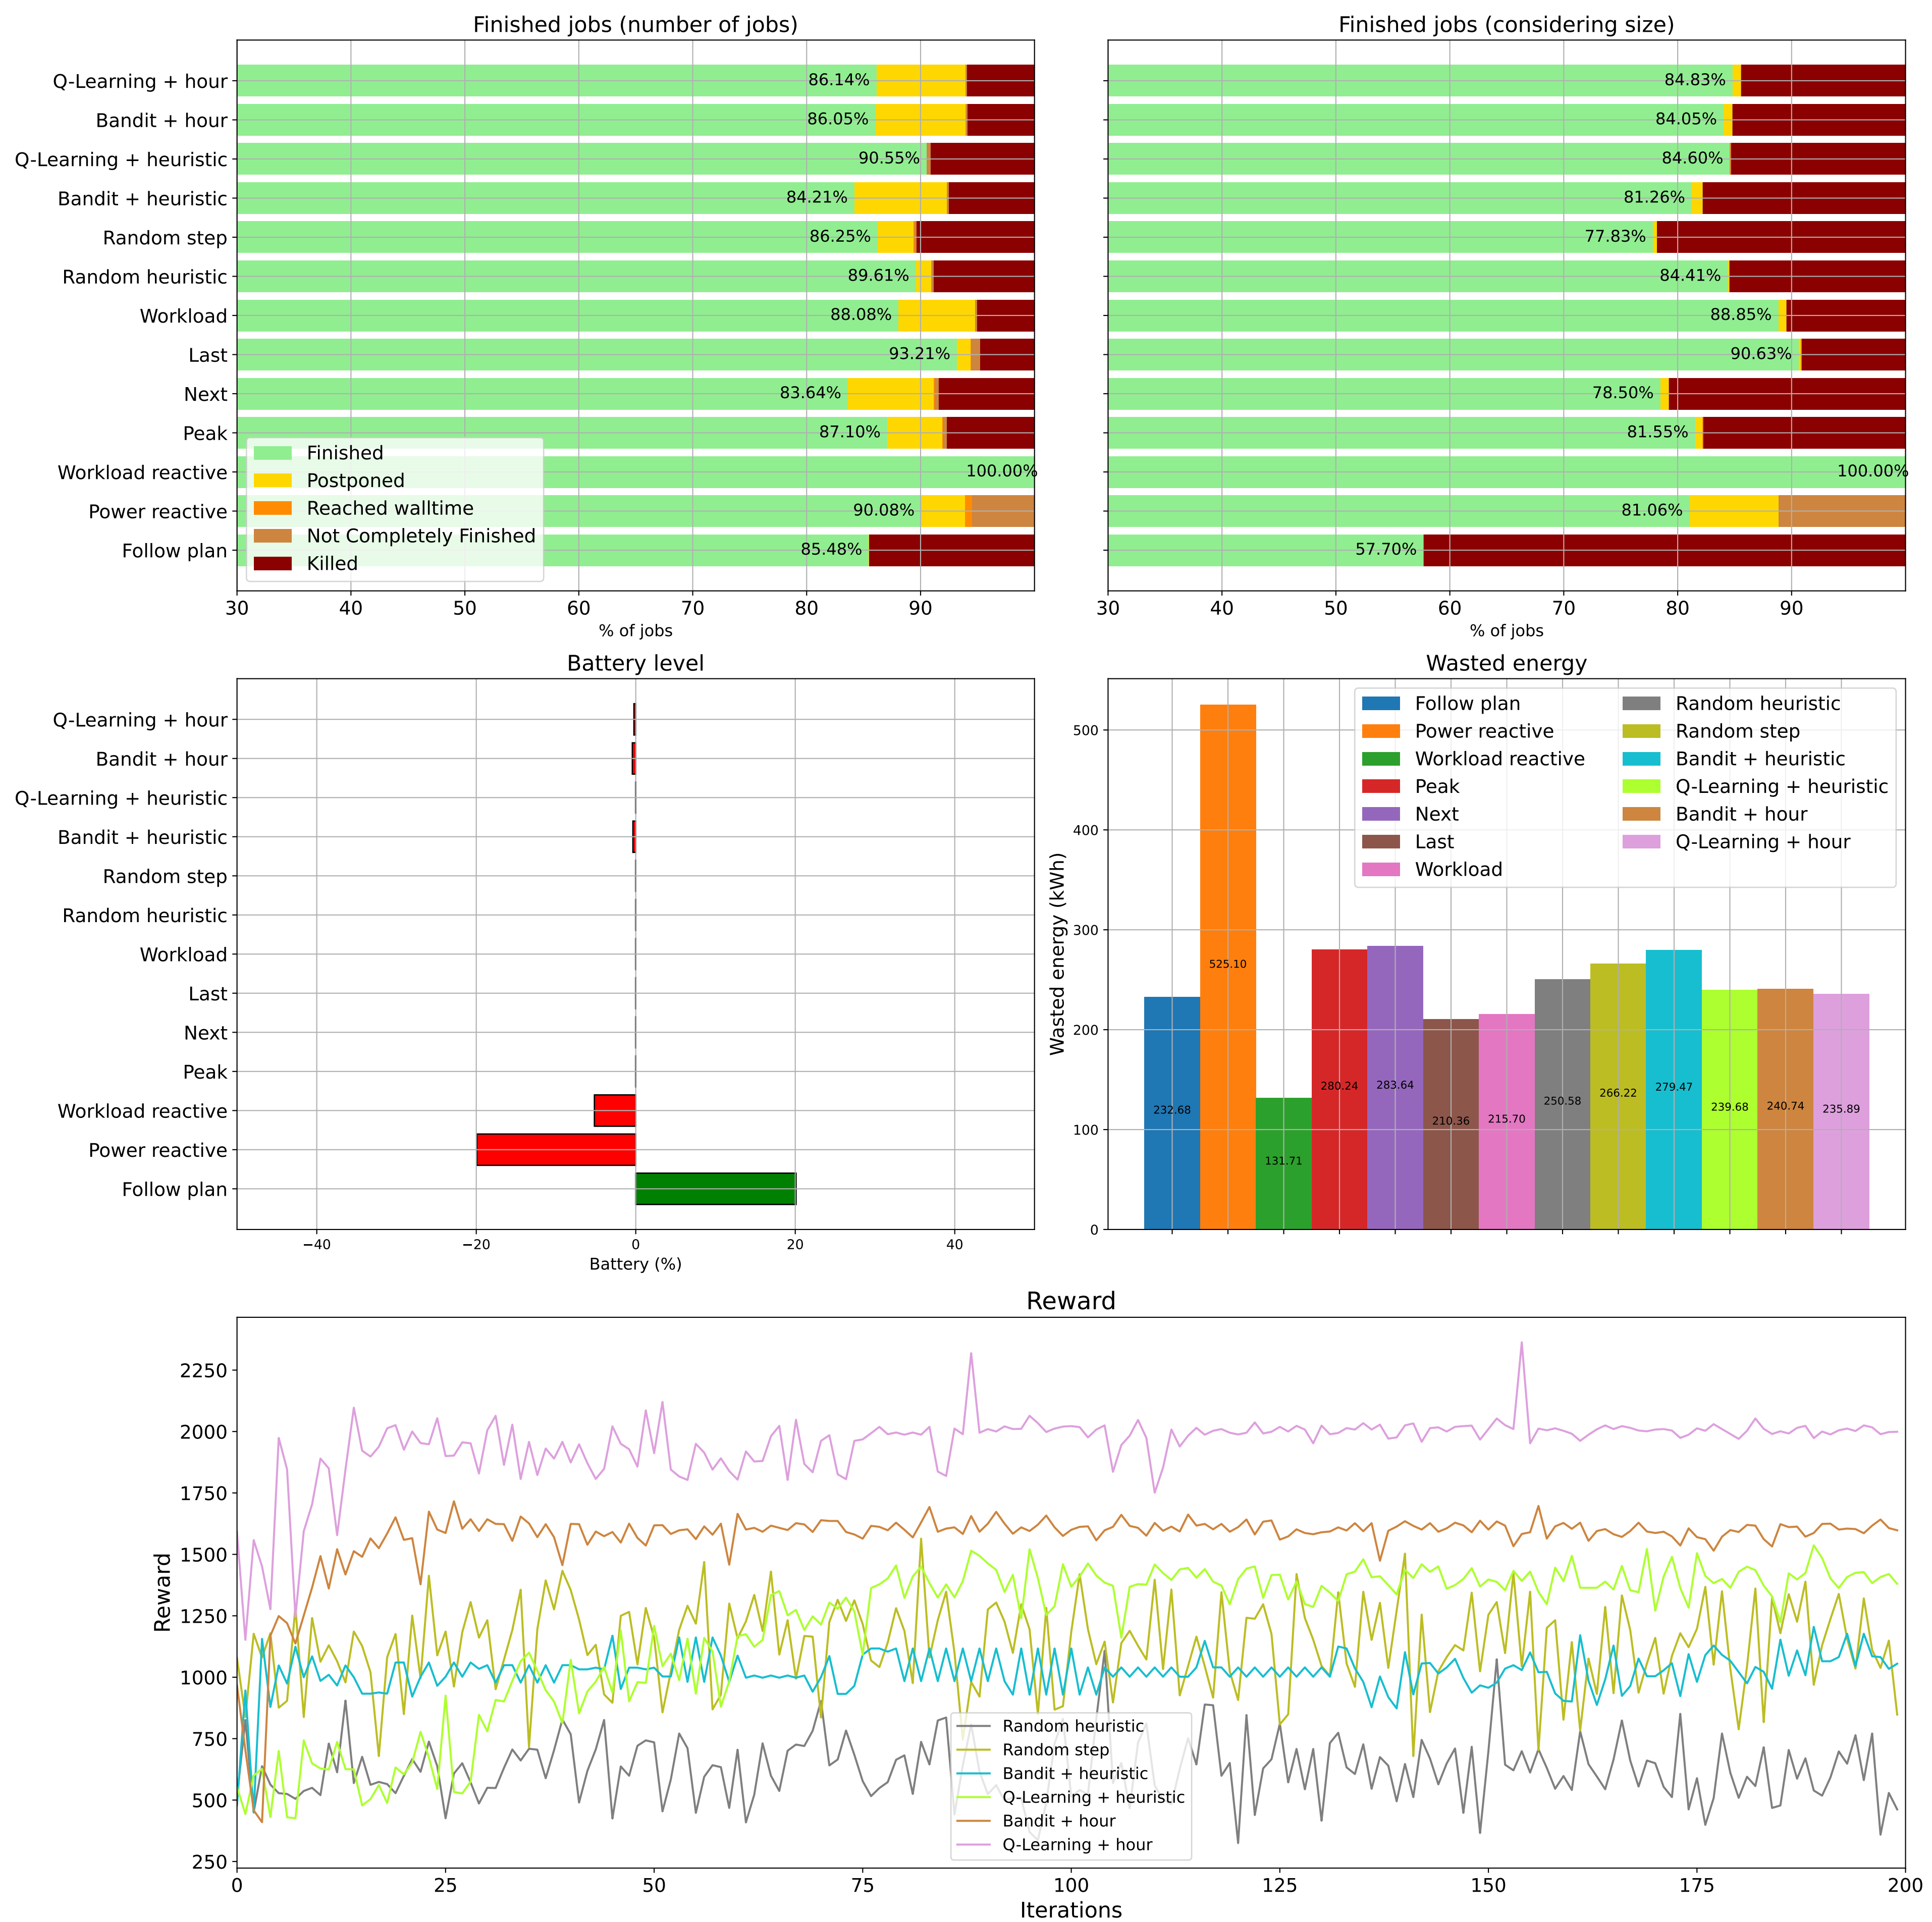 Finished jobs (number of jobs)
Q-Learning + hour
86.14%
Bandit + hour
86.05%
Q-Learning + heuristic
90.55%
Bandit + heuristic
84.21%
Random step
86.25%
Random heuristic
89.61%
Workload
88.08%
Last
93.21%
Next
83.64%
Peak
87.10%
Workload reactive
100.00%
Power reactive
90.08%
Follow plan
85.48%
Finished
Postponed
Reached walltime
Not Completely Finished
Killed
30 40 50 60 70 80 90
% of jobs
Finished jobs (considering size)
84.83%
84.05%
84.60%
81.26%
77.83%
84.41%
88.85%
90.63%
78.50%
81.55%
100.00%
81.06%
57.70%
30 40 50 60 70 80 90
% of jobs
Battery level
Q-Learning + hour
Bandit + hour
Q-Learning + heuristic
Bandit + heuristic
Random step
Random heuristic
Workload
Last
Next
Peak
Workload reactive
Power reactive
Follow plan
−40 −20 0 20 40
Battery (%)
Wasted energy
Wasted energy (kWh)
500
400
300
200
100
0
Follow plan
Power reactive
Workload reactive
Peak
Next
Last
Workload
Random heuristic
Random step
Bandit + heuristic
Q-Learning + heuristic
Bandit + hour
Q-Learning + hour
232.68
525.10
131.71
280.24
283.64
210.36
215.70
250.58
266.22
279.47
239.68
240.74
235.89
Reward
Reward
2250
2000
1750
1500
1250
1000
750
500
250
Random heuristic
Random step
Bandit + heuristic
Q-Learning + heuristic
Bandit + hour
Q-Learning + hour
0 25 50 75 100 125 150 175 200
Iterations